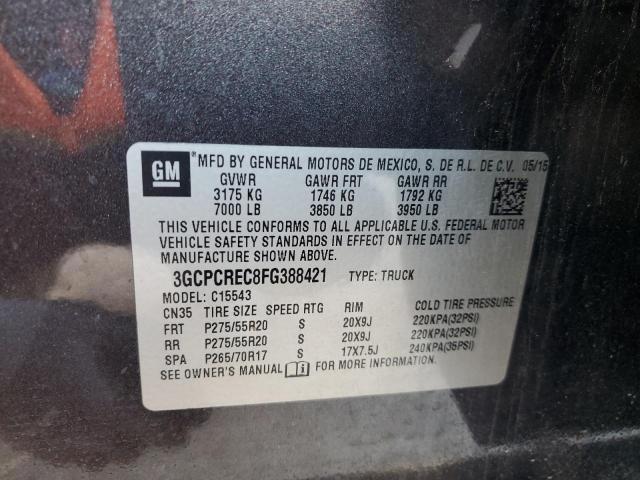 GM MFD BY GENERAL MOTORS DE MEXICO, S. DE R.L. DE C.V. 05/15
GVWR GAWR FRT GAWR RR
3175 KG 1746 KG 1792 KG
7000 LB 3850 LB 3950 LB
THIS VEHICLE CONFORMS TO ALL APPLICABLE U.S. FEDERAL MOTOR
VEHICLE SAFETY STANDARDS IN EFFECT ON THE DATE OF
MANUFACTURE SHOWN ABOVE.
3GCPCREC8FG388421 TYPE: TRUCK
MODEL: C15543
CN35 TIRE SIZE SPEED RTG RIM COLD TIRE PRESSURE
FRT P275/55R20 S 20X9J 220KPA(32PSI)
RR P275/55R20 S 20X9J 220KPA(32PSI)
SPA P265/70R17 S 17X7.5J 240KPA(35PSI)
SEE OWNER'S MANUAL FOR MORE INFORMATION.